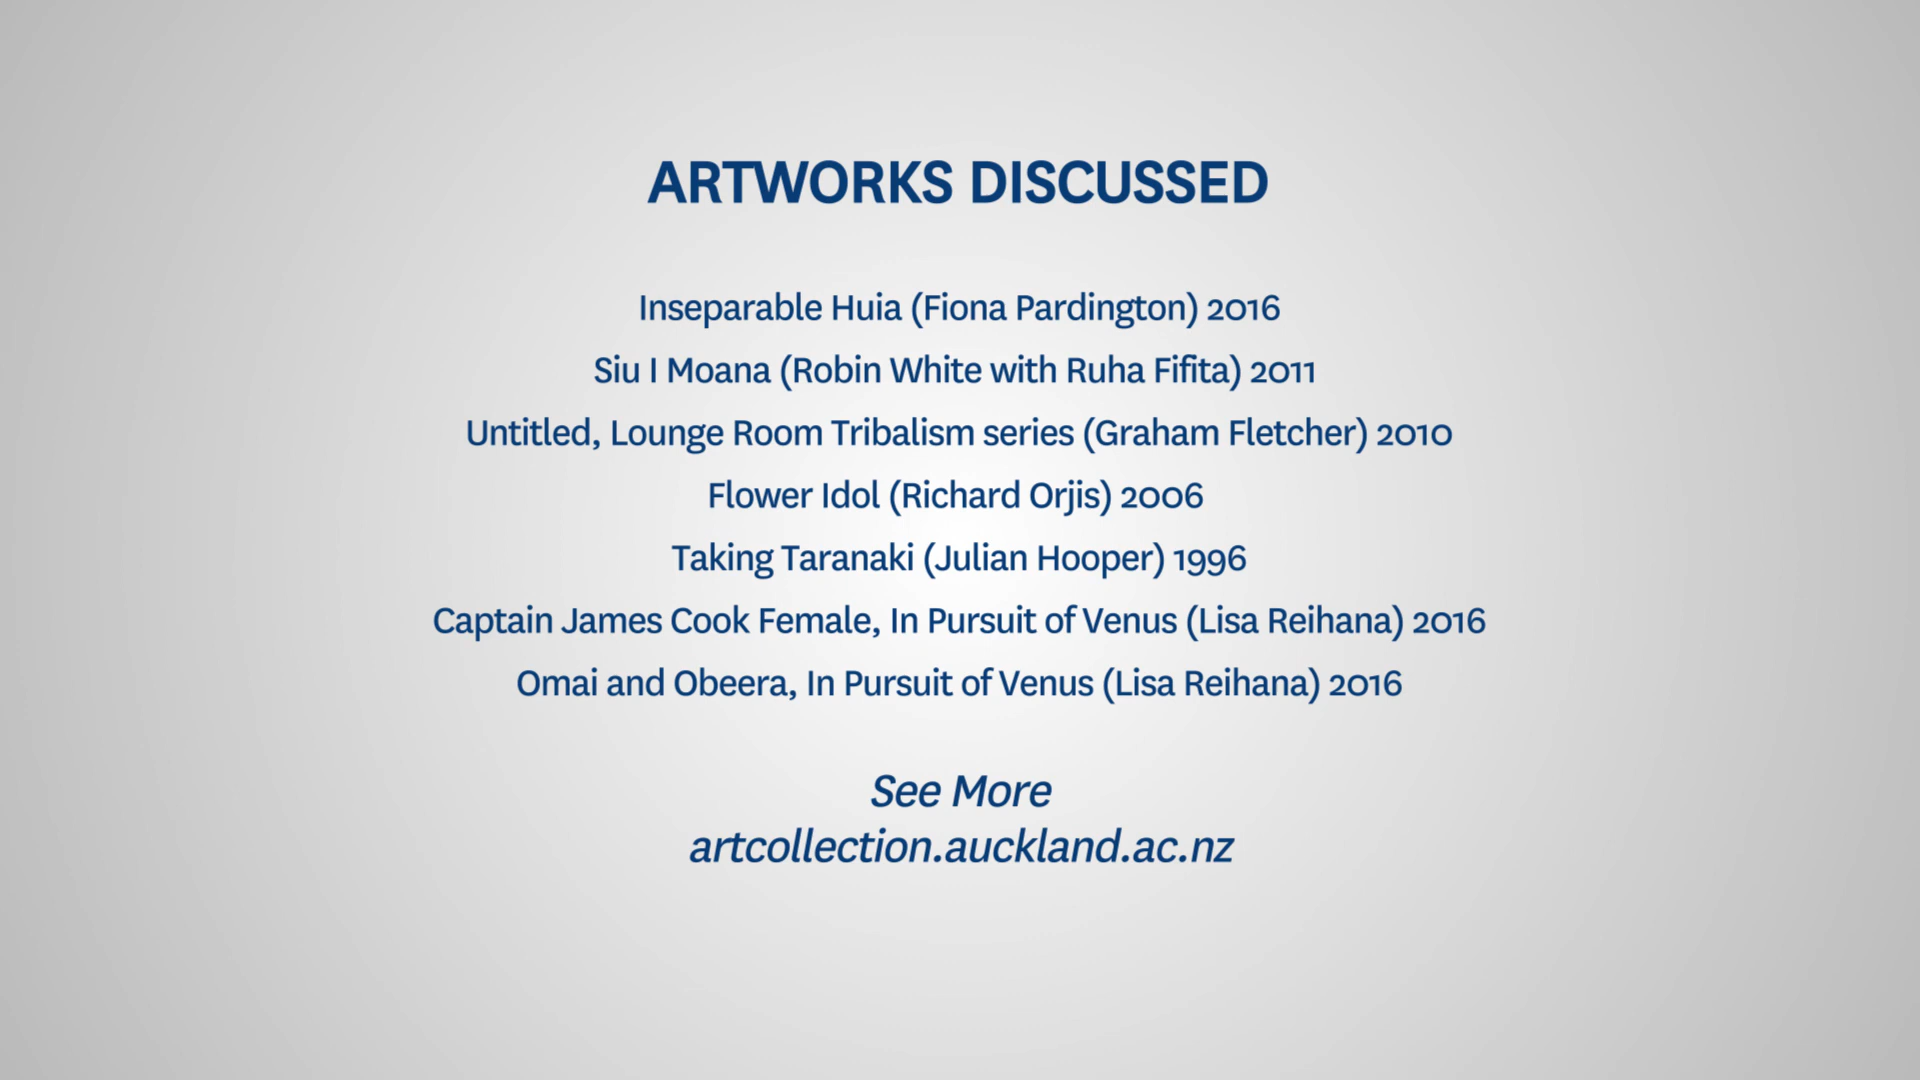 ARTWORKS DISCUSSED
Inseparable Huia (Fiona Pardington) 2016
Siu I Moana (Robin White with Ruha Fifita) 2011
Untitled, Lounge Room Tribalism series (Graham Fletcher) 2010
Flower Idol (Richard Orjis) 2006
Taking Taranaki (Julian Hooper) 1996
Captain James Cook Female, In Pursuit of Venus (Lisa Reihana) 2016
Omai and Obeera, In Pursuit of Venus (Lisa Reihana) 2016
See More
artcollection.auckland.ac.nz